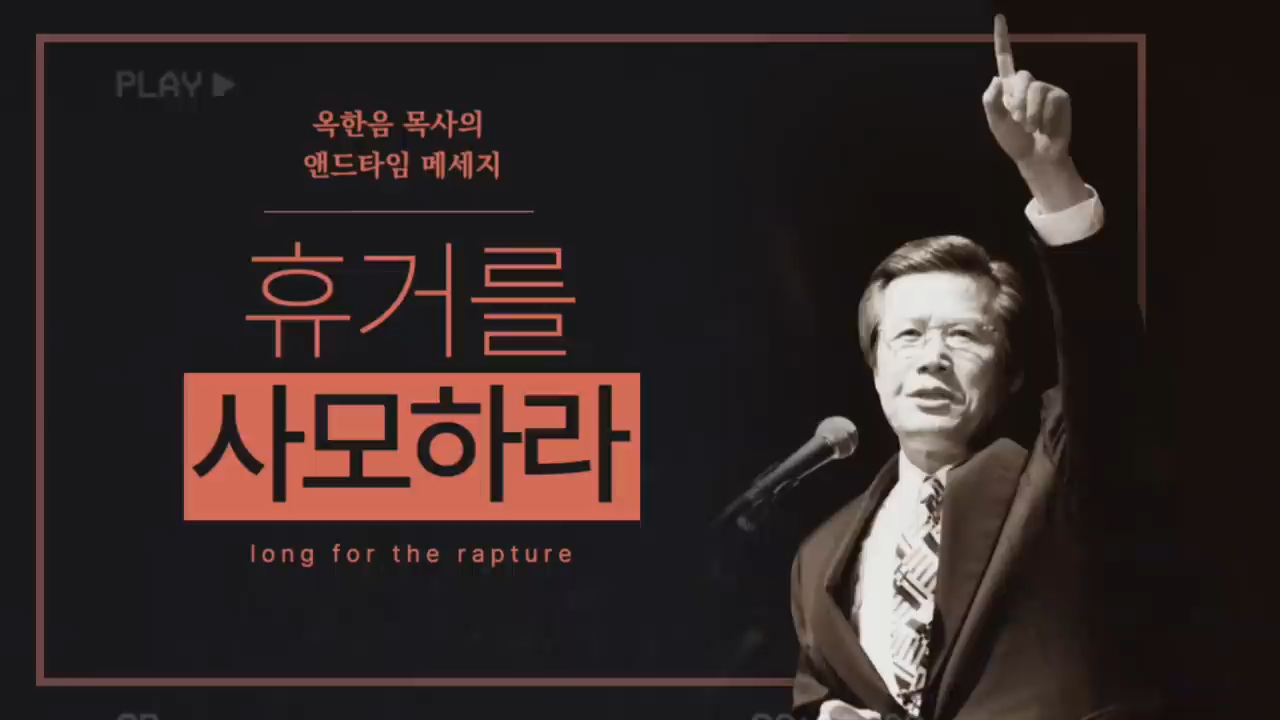 PLAY
옥한음 목사의
앤드타임 메세지
휴거를
사모하라
long for the rapture